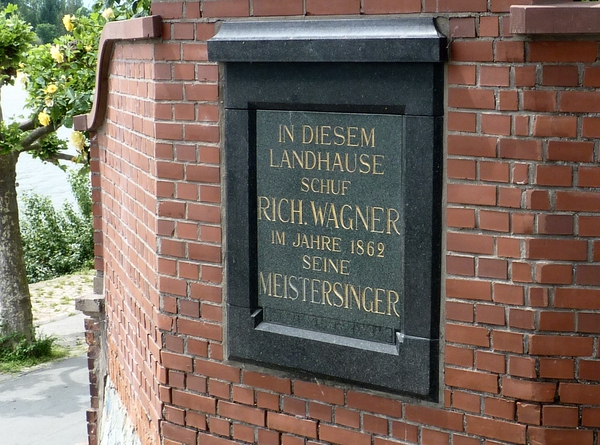 IN DIESEM
LANDHAUSE
SCHUF
RICH. WAGNER
IM JAHRE 1862
SEINE
MEISTERSINGER